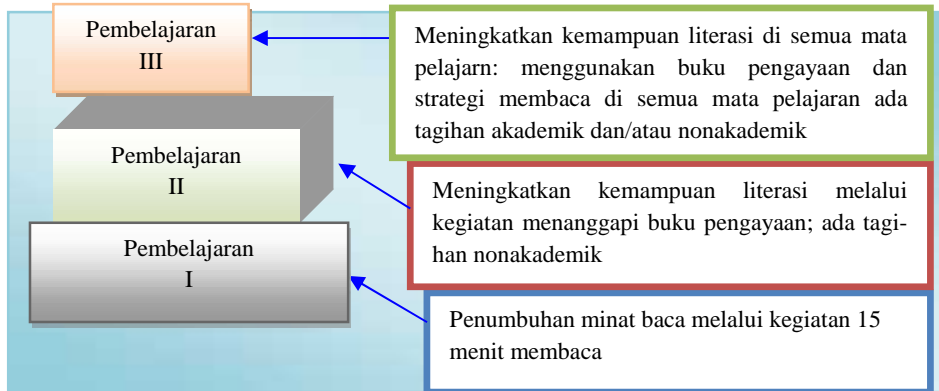 Pembelajaran
III
Meningkatkan kemampuan literasi di semua mata
pelajarn: menggunakan buku pengayaan dan
strategi membaca di semua mata pelajaran ada
tagihan akademik dan/atau nonakademik
Pembelajaran
II
Meningkatkan kemampuan literasi melalui
kegiatan menanggapi buku pengayaan; ada tagi-
han nonakademik
Pembelajaran
I
Penumbuhan minat baca melalui kegiatan 15
menit membaca